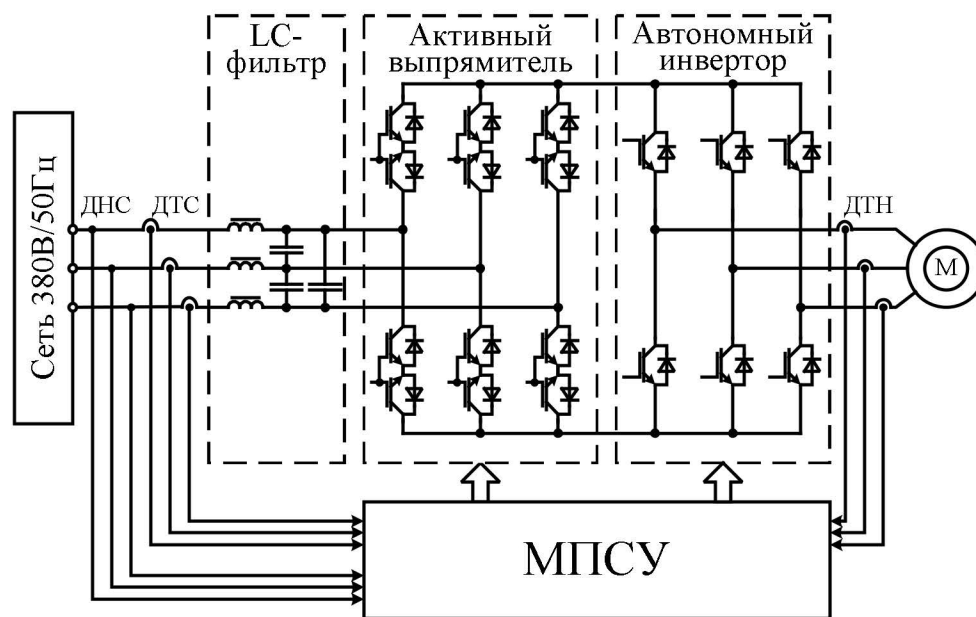 LC-
фильтр
Активный
выпрямитель
Автономный
инвертор
Сеть 380В/50Гц
ДНС
ДТС
ДТН
М
МПСУ